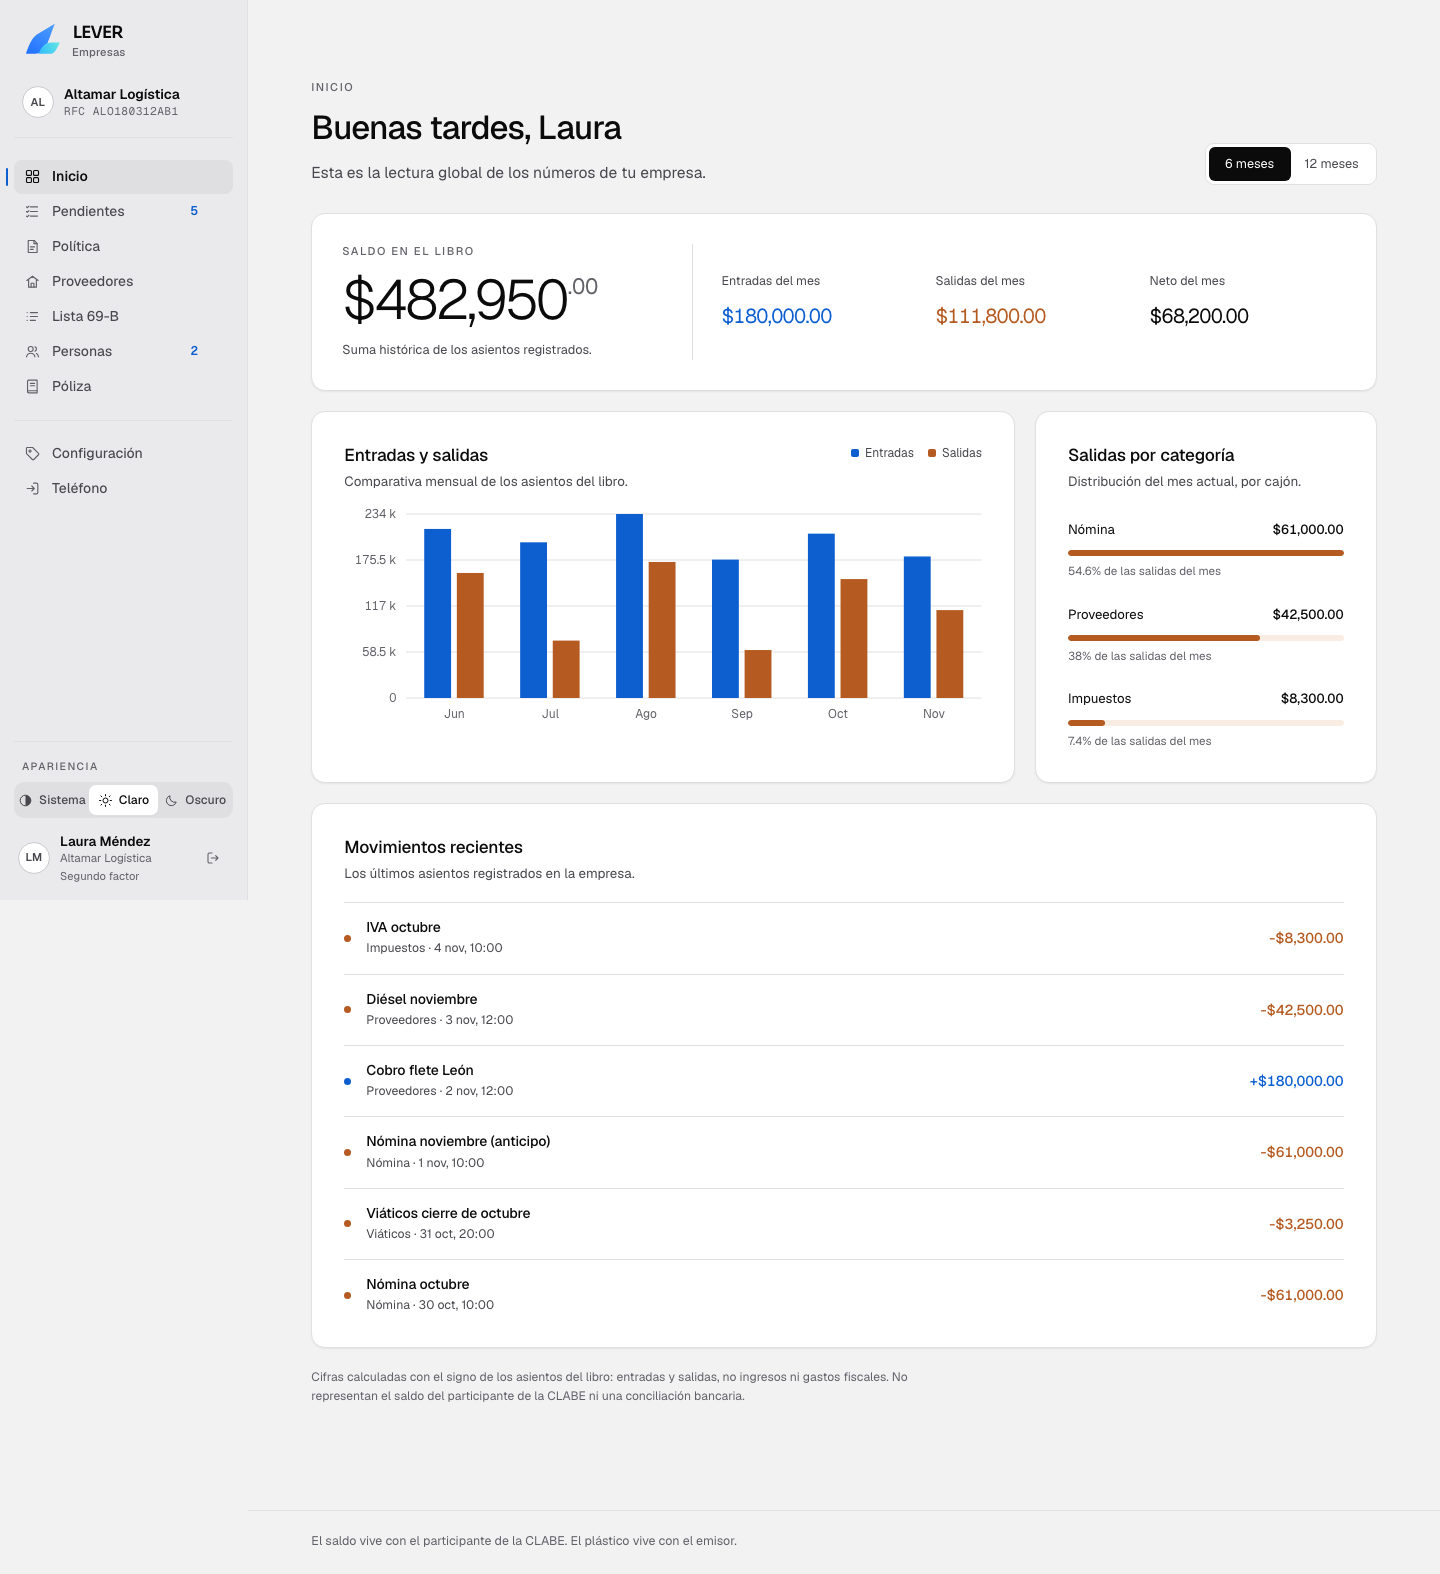 LEVER
Empresas
AL
Altamar Logística
RFC ALO180312AB1
Inicio
Pendientes 5
Política
Proveedores
Lista 69-B
Personas 2
Póliza
Configuración
Teléfono
APARIENCIA
Sistema Claro Oscuro
LM
Laura Méndez
Altamar Logística
Segundo factor
INICIO
Buenas tardes, Laura
Esta es la lectura global de los números de tu empresa.
6 meses 12 meses
SALDO EN EL LIBRO
$482,950.00
Suma histórica de los asientos registrados.
Entradas del mes
$180,000.00
Salidas del mes
$111,800.00
Neto del mes
$68,200.00
Entradas y salidas
Entradas Salidas
Comparativa mensual de los asientos del libro.
234 k
175.5 k
117 k
58.5 k
0
Jun Jul Ago Sep Oct Nov
Salidas por categoría
Distribución del mes actual, por cajón.
Nómina $61,000.00
54.6% de las salidas del mes
Proveedores $42,500.00
38% de las salidas del mes
Impuestos $8,300.00
7.4% de las salidas del mes
Movimientos recientes
Los últimos asientos registrados en la empresa.
IVA octubre
Impuestos · 4 nov, 10:00
-$8,300.00
Diésel noviembre
Proveedores · 3 nov, 12:00
-$42,500.00
Cobro flete León
Proveedores · 2 nov, 12:00
+$180,000.00
Nómina noviembre (anticipo)
Nómina · 1 nov, 10:00
-$61,000.00
Viáticos cierre de octubre
Viáticos · 31 oct, 20:00
-$3,250.00
Nómina octubre
Nómina · 30 oct, 10:00
-$61,000.00
Cifras calculadas con el signo de los asientos del libro: entradas y salidas, no ingresos ni gastos fiscales. No
representan el saldo del participante de la CLABE ni una conciliación bancaria.
El saldo vive con el participante de la CLABE. El plástico vive con el emisor.